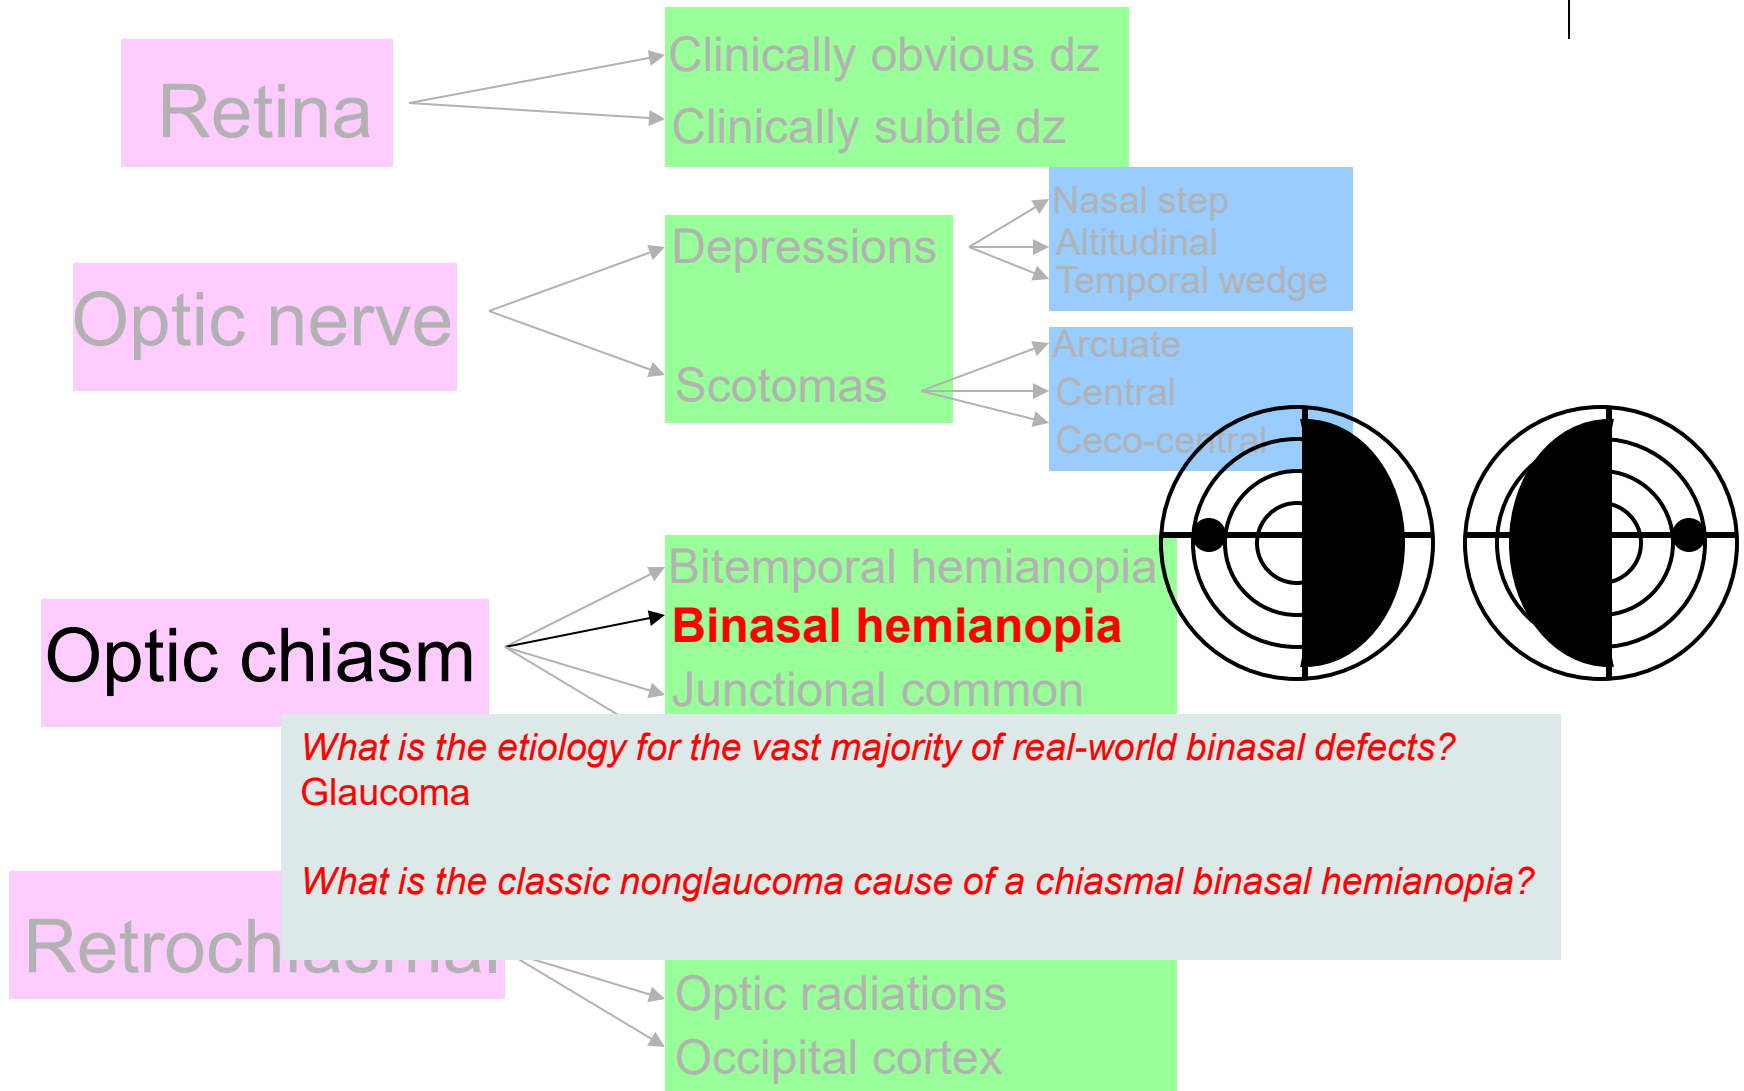 Retina
Clinically obvious dz
Clinically subtle dz
Optic nerve
Depressions
Nasal step
Altitudinal
Temporal wedge
Scotomas
Arcuate
Central
Ceco-central
Optic chiasm
Bitemporal hemianopia
Binasal hemianopia
Junctional common
What is the etiology for the vast majority of real-world binasal defects?
Glaucoma
What is the classic nonglaucoma cause of a chiasmal binasal hemianopia?
Retrochiasmal
Optic radiations
Occipital cortex